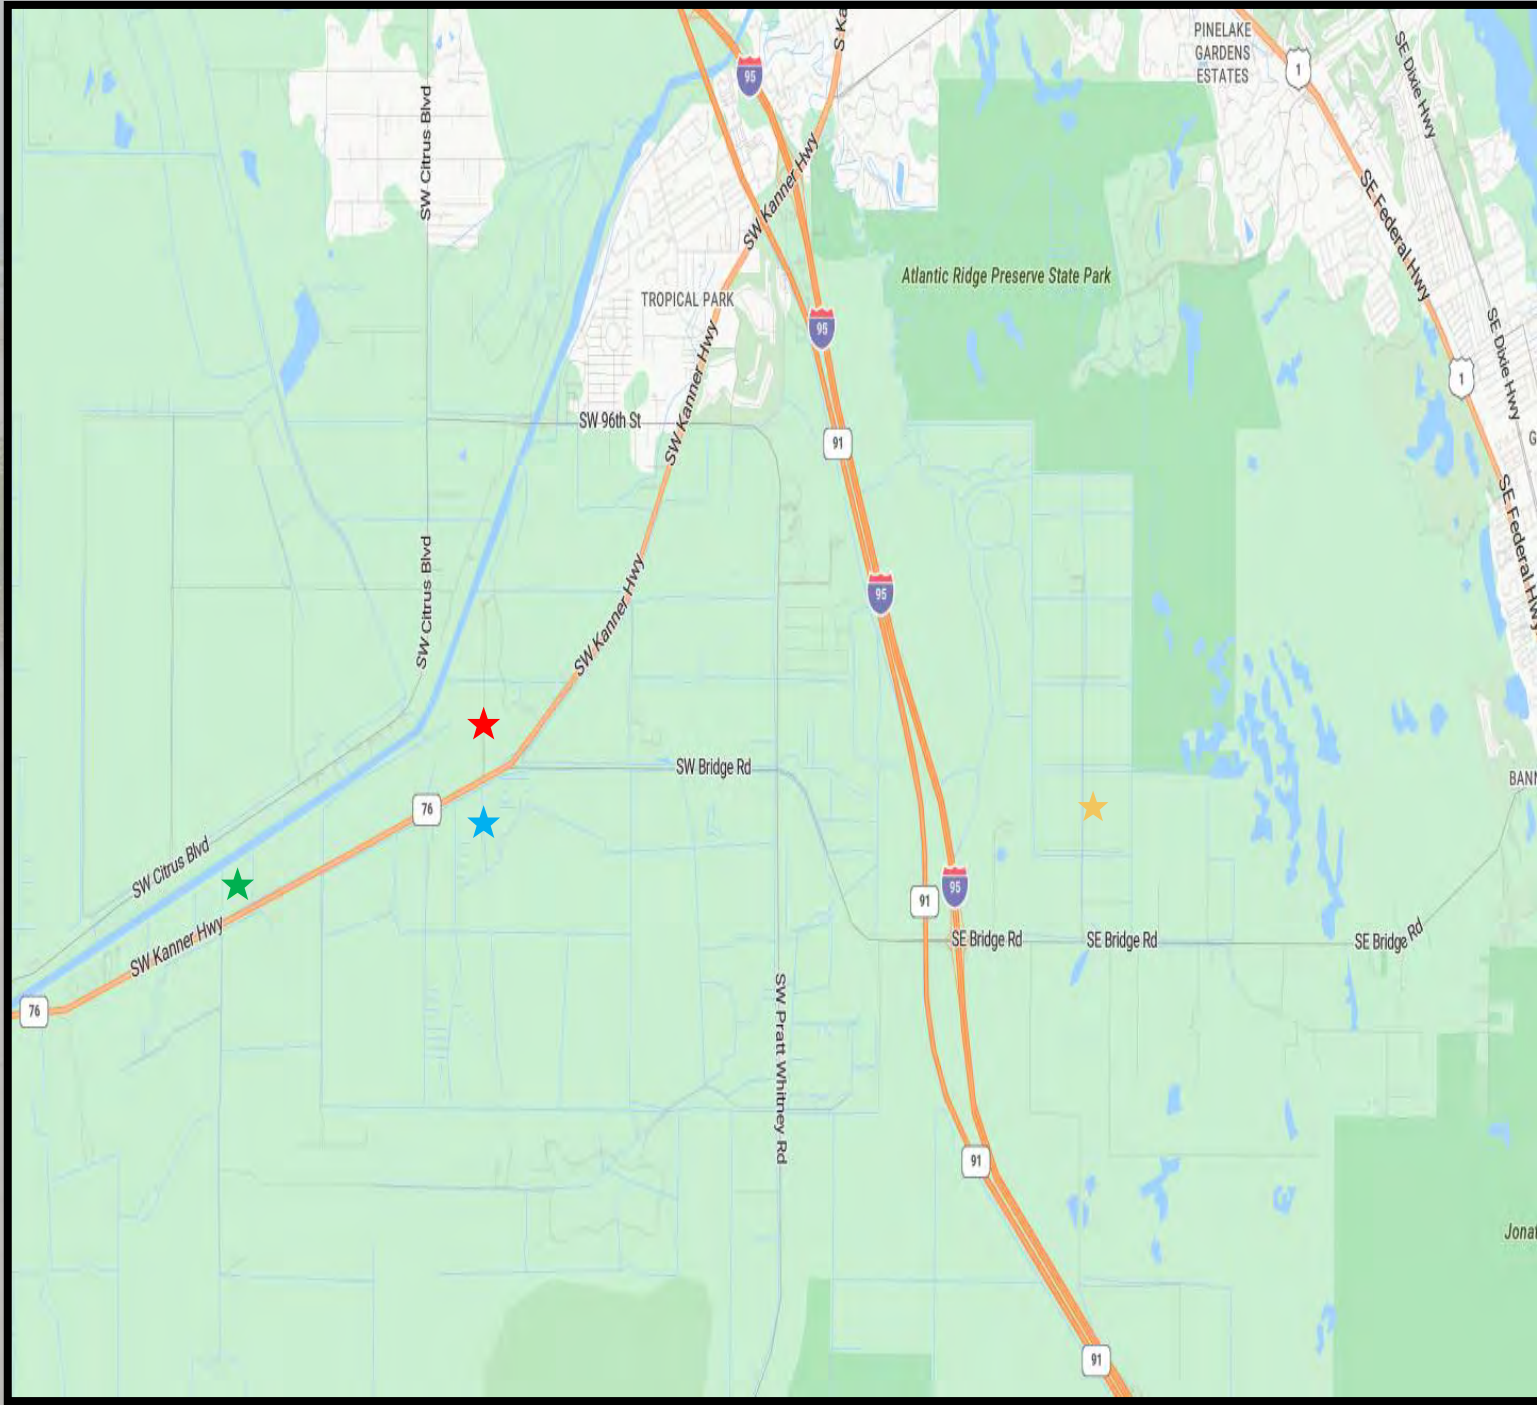 S Ka
PINELAKE
GARDENS
ESTATES
SE Dixie Hwy
95
1
SW Citrus Blvd
SW Kanner Hwy
SE Federal Hwy
Atlantic Ridge Preserve State Park
TROPICAL PARK
95
SE Dixie Hwy
1
SW Kanner Hwy
SW 96th St
91
G
SE Federal Hwy
SW Citrus Blvd
95
SW Kanner Hwy
SW Bridge Rd
BANN
76
SW Citrus Blvd
95
91
SW Kanner Hwy
SE Bridge Rd
SE Bridge Rd
SE Bridge Rd
76
SW Pratt Whitney Rd
91
Jonat
91